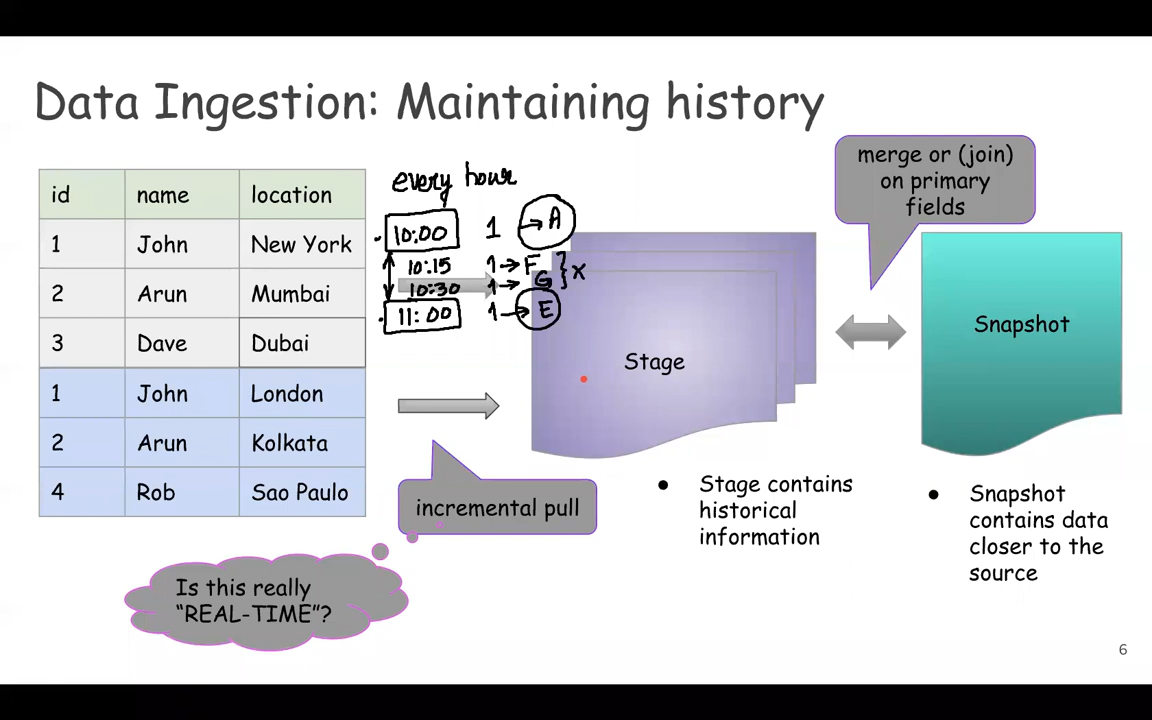 Data Ingestion: Maintaining history
id name location
1 John New York
2 Arun Mumbai
3 Dave Dubai
1 John London
2 Arun Kolkata
4 Rob Sao Paulo
every hour
10:00 1 → A
10:15 1 → F
10:30 1 → G } x
11:00 1 → E
incremental pull
Is this really
“REAL-TIME”?
Stage
● Stage contains
historical
information
merge or (join)
on primary
fields
Snapshot
● Snapshot
contains data
closer to the
source
6